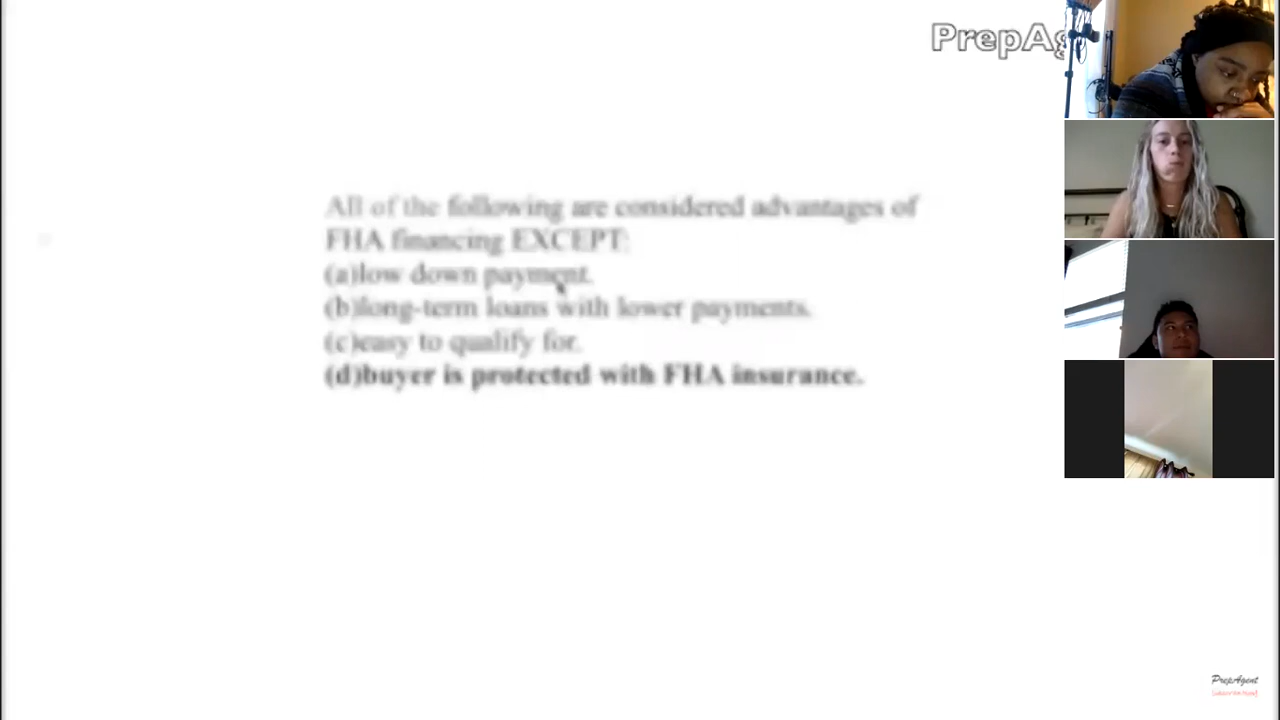 PrepAg
All of the following are considered advantages of
FHA financing EXCEPT:
(a)low down payment.
(b)long-term loans with lower payments.
(c)easy to qualify for.
(d)buyer is protected with FHA insurance.
PrepAgent